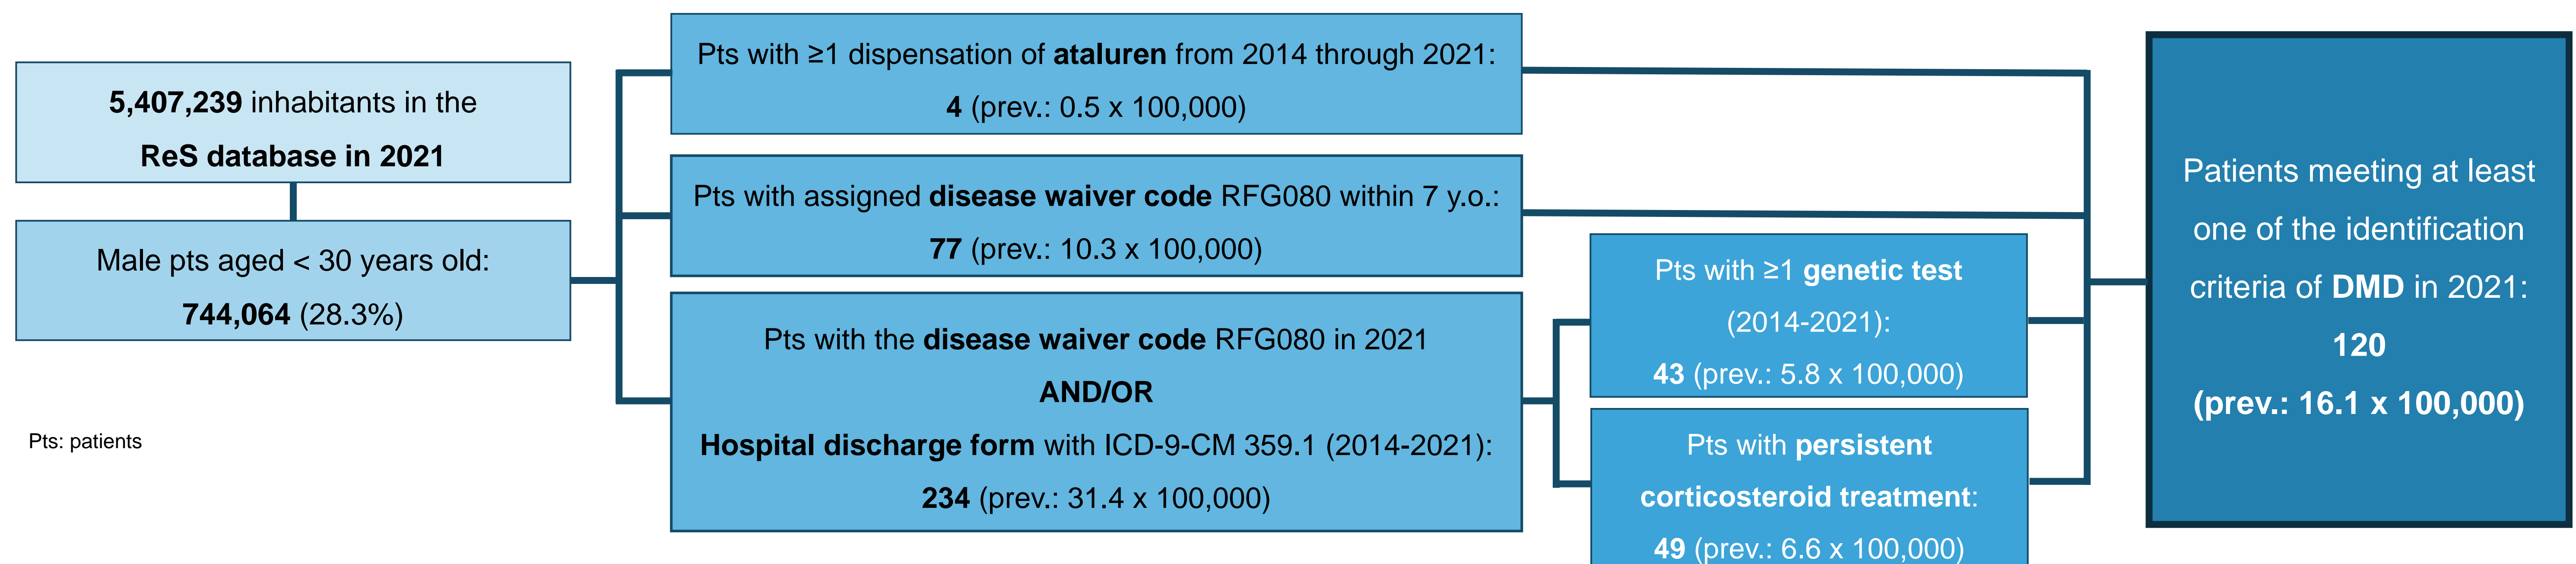 5,407,239 inhabitants in the
ReS database in 2021
Male pts aged < 30 years old:
744,064 (28.3%)
Pts: patients
Pts with ≥1 dispensation of ataluren from 2014 through 2021:
4 (prev.: 0.5 x 100,000)
Pts with assigned disease waiver code RFG080 within 7 y.o.:
77 (prev.: 10.3 x 100,000)
Pts with the disease waiver code RFG080 in 2021
AND/OR
Hospital discharge form with ICD-9-CM 359.1 (2014-2021):
234 (prev.: 31.4 x 100,000)
Pts with ≥1 genetic test
(2014-2021):
43 (prev.: 5.8 x 100,000)
Pts with persistent
corticosteroid treatment:
49 (prev.: 6.6 x 100,000)
Patients meeting at least
one of the identification
criteria of DMD in 2021:
120
(prev.: 16.1 x 100,000)